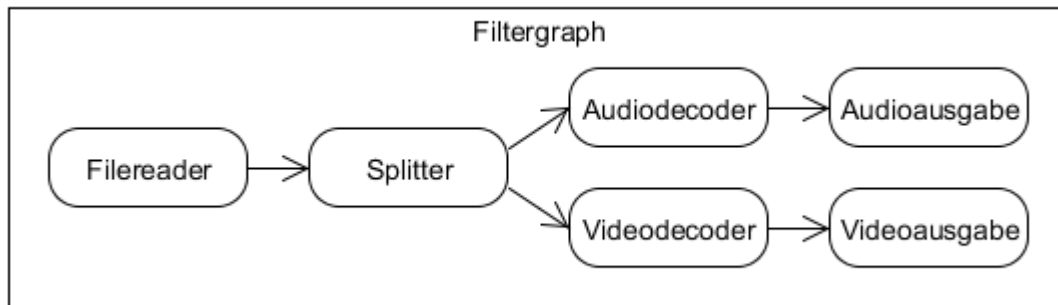 Filtergraph
Filereader
Splitter
Audiodecoder
Audioausgabe
Videodecoder
Videoausgabe